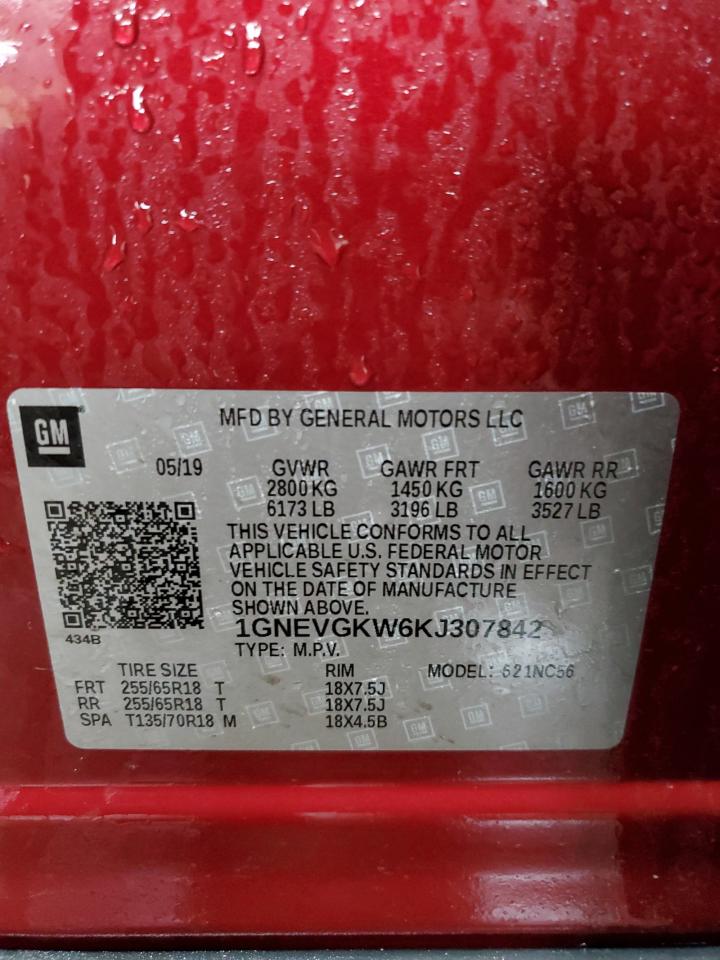 GM
MFD BY GENERAL MOTORS LLC
05/19 GVWR GAWR FRT GAWR RR
2800 KG 1450 KG 1600 KG
6173 LB 3196 LB 3527 LB
THIS VEHICLE CONFORMS TO ALL
APPLICABLE U.S. FEDERAL MOTOR
VEHICLE SAFETY STANDARDS IN EFFECT
ON THE DATE OF MANUFACTURE
SHOWN ABOVE.
434B
1GNEVGKW6KJ307842
TYPE: M.P.V.
TIRE SIZE RIM MODEL: 621NC56
FRT 255/65R18 T 18X7.5J
RR 255/65R18 T 18X7.5J
SPA T135/70R18 M 18X4.5B